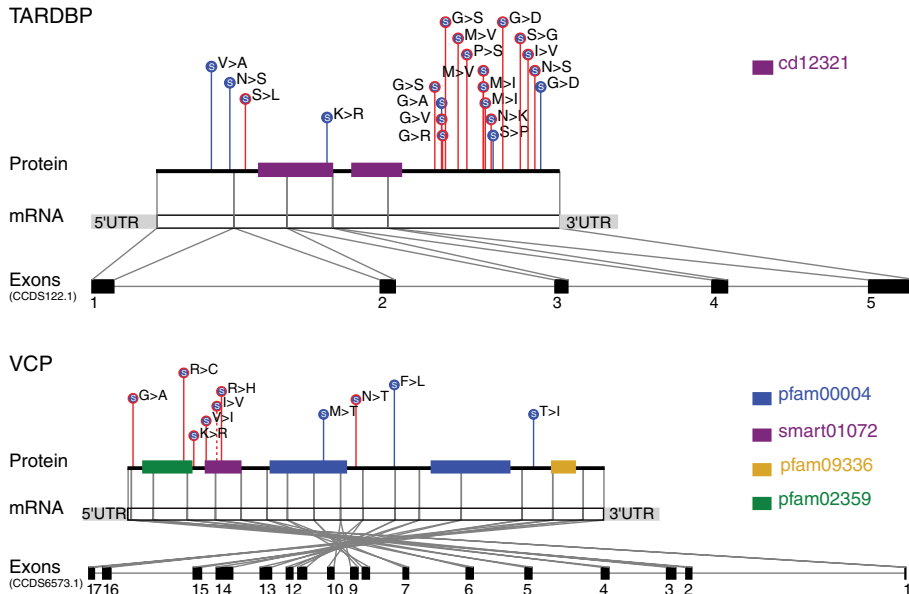 TARDBP
G>S
G>D
M>V
S>G
P>S
I>V
V>A
M>V
N>S
N>S
G>S
M>I
G>D
S>L
G>A
M>I
K>R
G>V
N>K
G>R
S>P
cd12321
Protein
mRNA
5'UTR
3'UTR
Exons
(CCDS122.1)
1
2
3
4
5
VCP
R>C
F>L
G>A
R>H
N>T
I>V
M>T
T>I
V>I
K>R
pfam00004
smart01072
pfam09336
pfam02359
Protein
mRNA
5'UTR
3'UTR
Exons
(CCDS6573.1)
17
16
15
14
13
12
10
9
7
6
5
4
3
2
1
S S S S S S S S S S S S S S S S S S S S S
S S S S S S S S S S